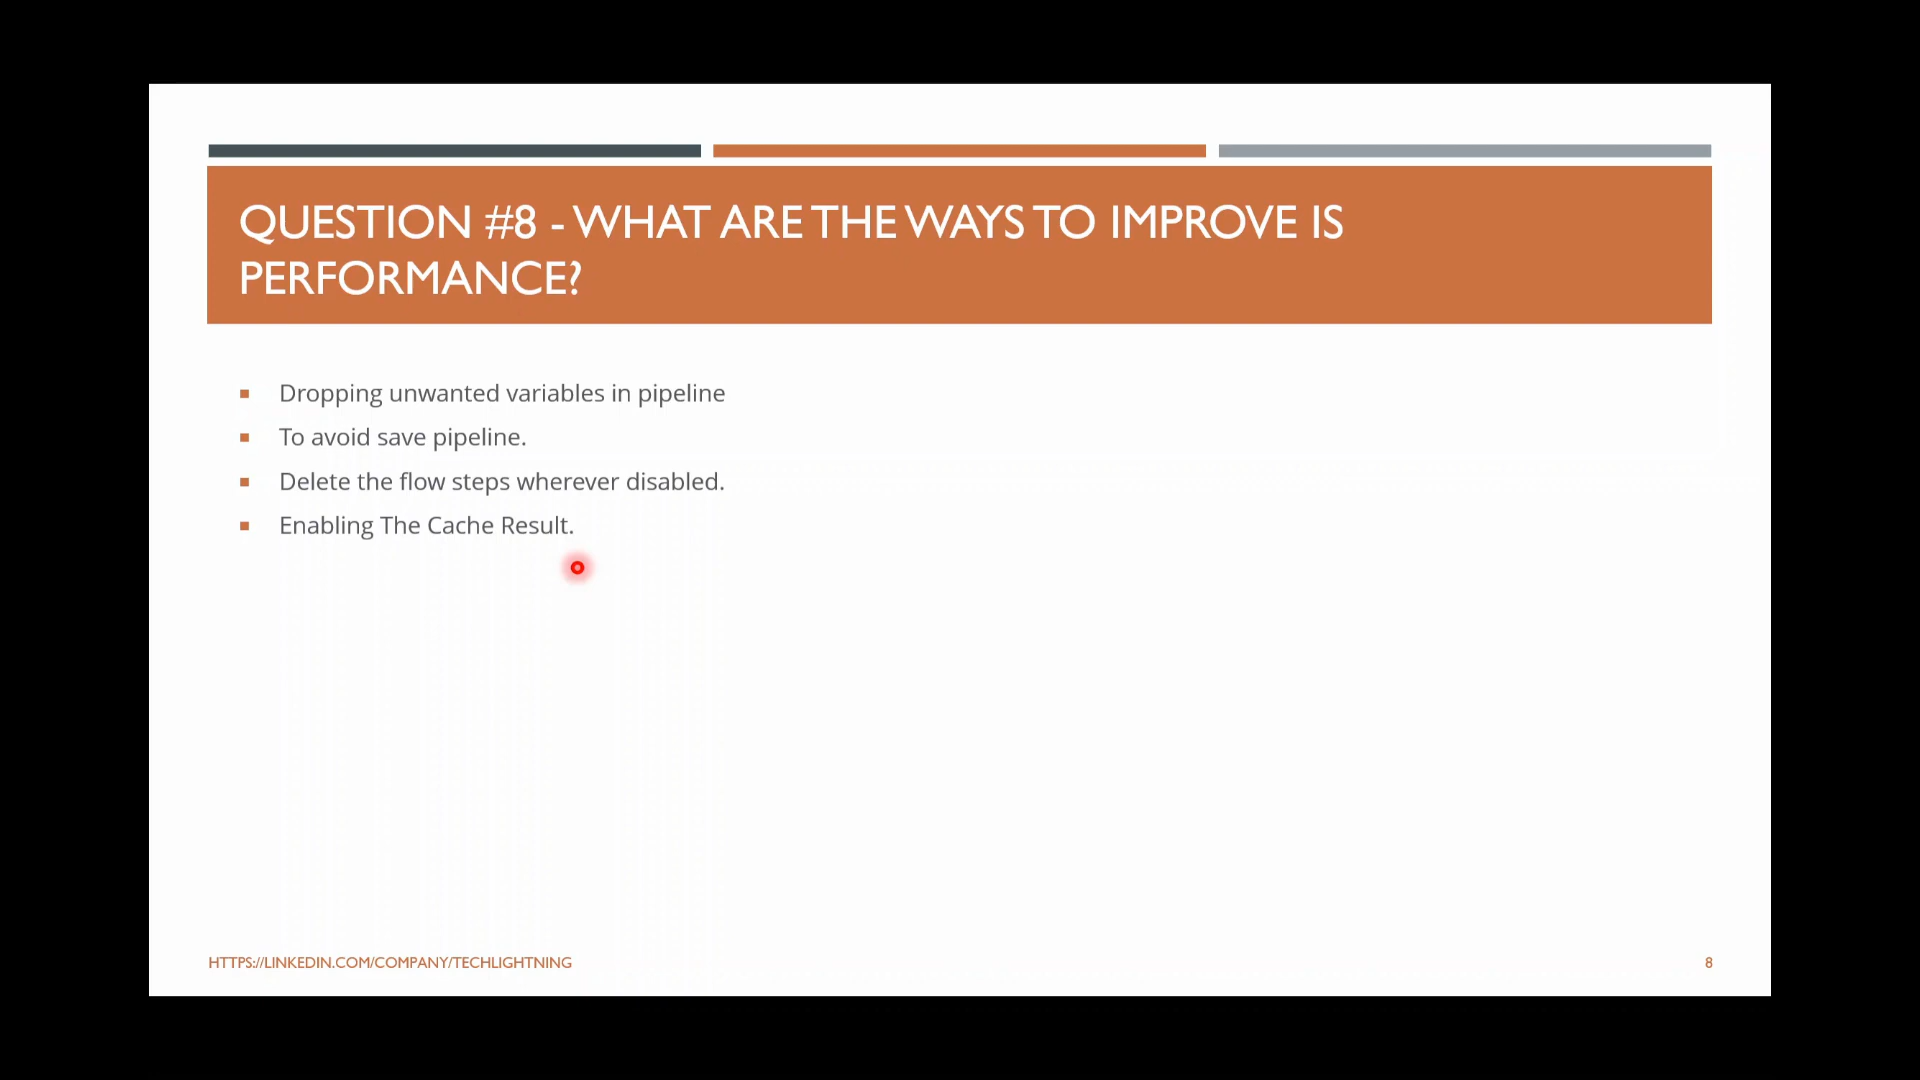 QUESTION #8 - WHAT ARE THE WAYS TO IMPROVE IS
PERFORMANCE?
Dropping unwanted variables in pipeline
To avoid save pipeline.
Delete the flow steps wherever disabled.
Enabling The Cache Result.
HTTPS://LINKEDIN.COM/COMPANY/TECHLIGHTNING
8